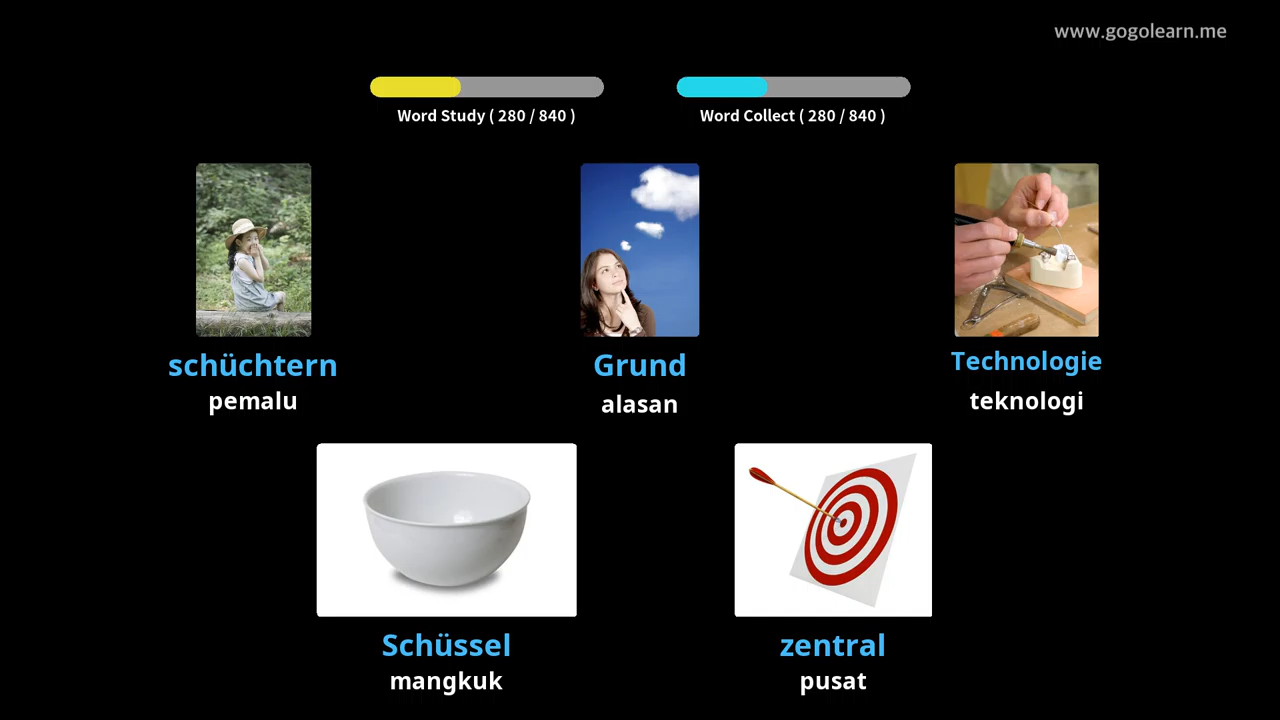 www.gogolearn.me
Word Study ( 280 / 840 )
Word Collect ( 280 / 840 )
schüchtern
pemalu
Grund
alasan
Technologie
teknologi
Schüssel
mangkuk
zentral
pusat